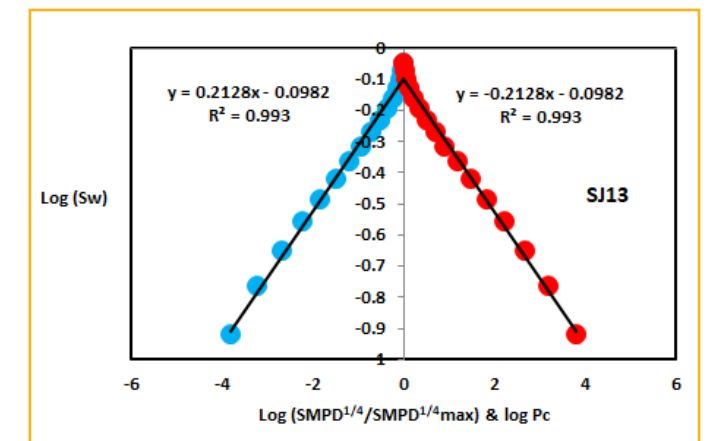 0
-0.1
-0.2
-0.3
-0.4
-0.5
-0.6
-0.7
-0.8
-0.9
-1
y = 0.2128x - 0.0982
R² = 0.993
y = -0.2128x - 0.0982
R² = 0.993
Log (Sw)
SJ13
-6 -4 -2 0 2 4 6
Log (SMPD¹/⁴/SMPD¹/⁴max) & log Pc